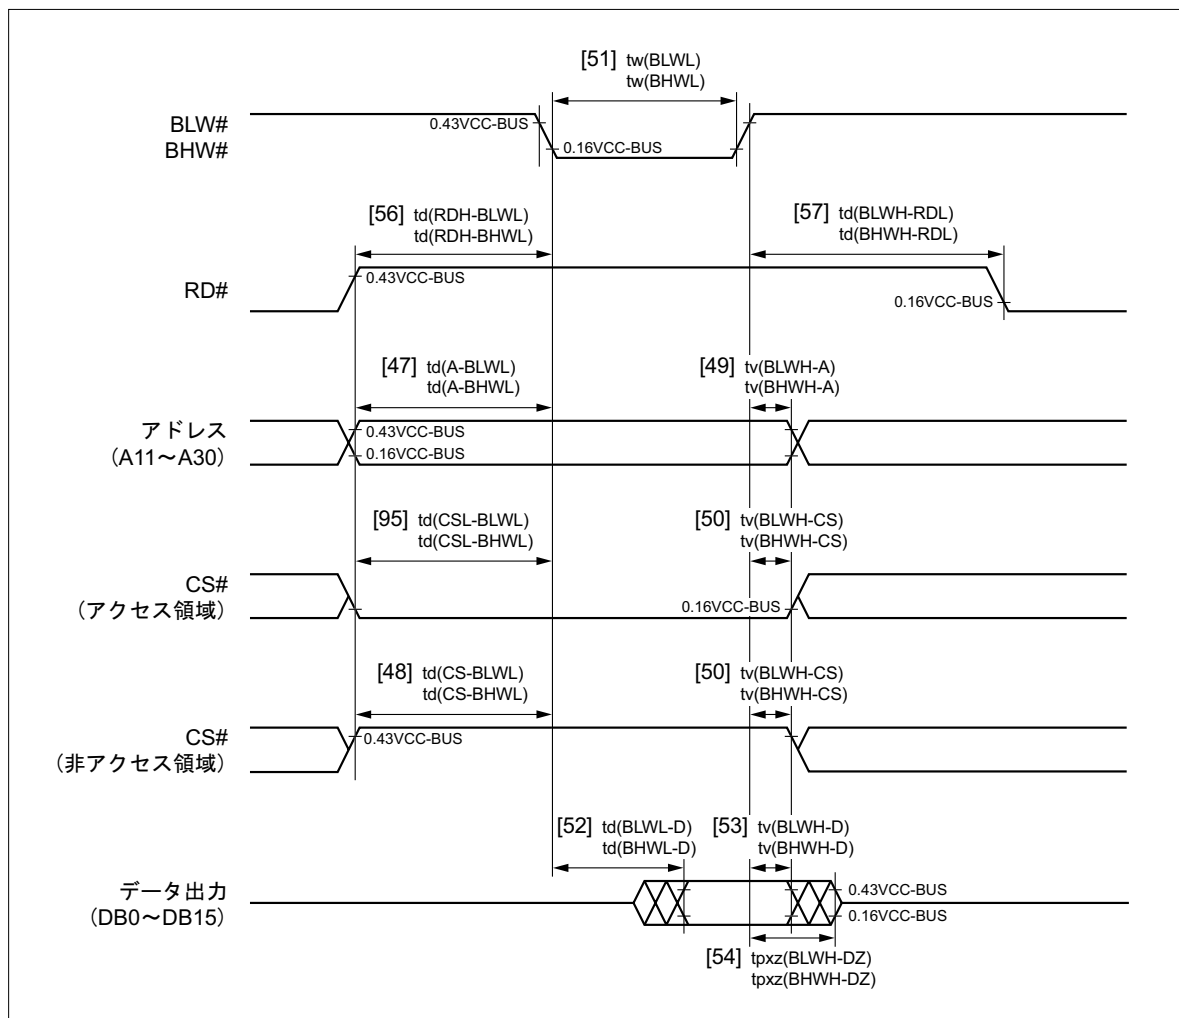 [51] tw(BLWL)
tw(BHWL)
BLW#
BHW#
0.43VCC-BUS
0.16VCC-BUS
[56] td(RDH-BLWL)
td(RDH-BHWL)
[57] td(BLWH-RDL)
td(BHWH-RDL)
RD#
0.43VCC-BUS
0.16VCC-BUS
[47] td(A-BLWL)
td(A-BHWL)
[49] tv(BLWH-A)
tv(BHWH-A)
アドレス
（A11～A30）
0.43VCC-BUS
0.16VCC-BUS
[95] td(CSL-BLWL)
td(CSL-BHWL)
[50] tv(BLWH-CS)
tv(BHWH-CS)
CS#
（アクセス領域）
0.16VCC-BUS
[48] td(CS-BLWL)
td(CS-BHWL)
[50] tv(BLWH-CS)
tv(BHWH-CS)
CS#
（非アクセス領域）
0.43VCC-BUS
[52] td(BLWL-D)
td(BHWL-D)
[53] tv(BLWH-D)
tv(BHWH-D)
データ出力
（DB0～DB15）
0.43VCC-BUS
0.16VCC-BUS
[54] tpxz(BLWH-DZ)
tpxz(BHWH-DZ)